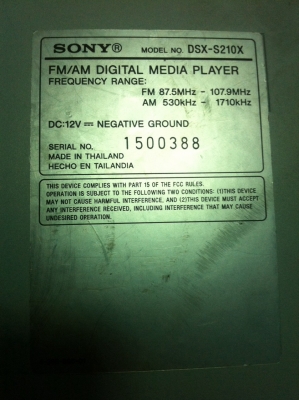 SONY® MODEL NO. DSX-S210X
FM/AM DIGITAL MEDIA PLAYER
FREQUENCY RANGE:
FM 87.5MHz - 107.9MHz
AM 530kHz - 1710kHz
DC:12V ⎓ NEGATIVE GROUND
SERIAL NO. 1500388
MADE IN THAILAND
HECHO EN TAILANDIA
THIS DEVICE COMPLIES WITH PART 15 OF THE FCC RULES.
OPERATION IS SUBJECT TO THE FOLLOWING TWO CONDITIONS: (1)THIS DEVICE
MAY NOT CAUSE HARMFUL INTERFERENCE, AND (2)THIS DEVICE MUST ACCEPT
ANY INTERFERENCE RECEIVED, INCLUDING INTERFERENCE THAT MAY CAUSE
UNDESIRED OPERATION.